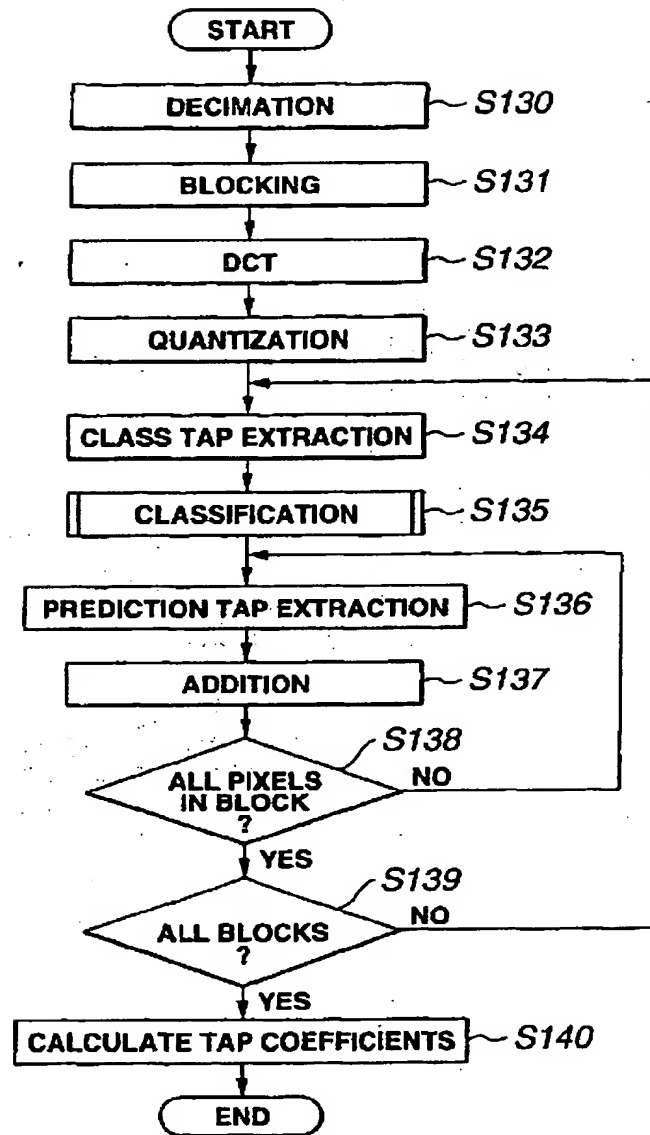 START
DECIMATION S130
BLOCKING S131
DCT S132
QUANTIZATION S133
CLASS TAP EXTRACTION S134
CLASSIFICATION S135
PREDICTION TAP EXTRACTION S136
ADDITION S137
S138
ALL PIXELS
IN BLOCK
?
NO
YES
S139
ALL BLOCKS
?
NO
YES
CALCULATE TAP COEFFICIENTS S140
END